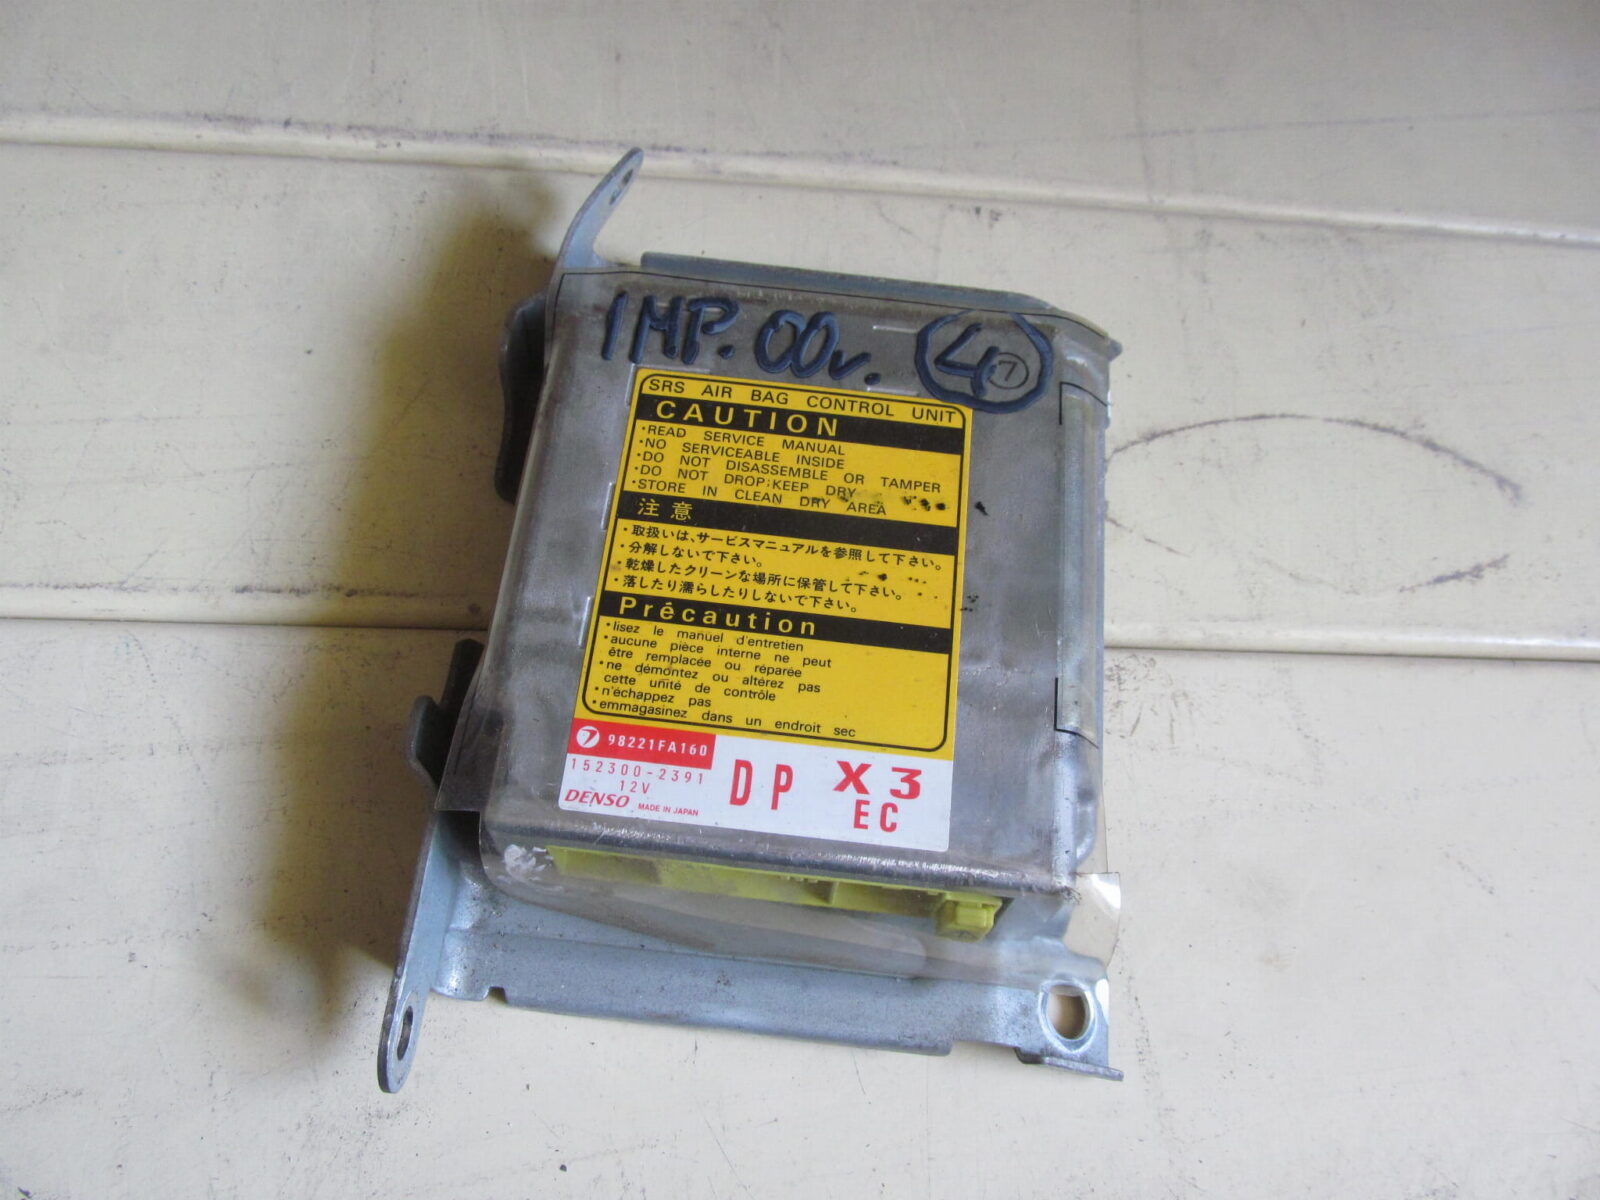 IMP. 00v. 4
7
SRS AIR BAG CONTROL UNIT
CAUTION
·READ SERVICE MANUAL
·NO SERVICEABLE INSIDE
·DO NOT DISASSEMBLE OR TAMPER
·DO NOT DROP;KEEP DRY
·STORE IN CLEAN DRY AREA
注意
・取扱いは、サービスマニュアルを参照して下さい。
・分解しないで下さい。
・乾燥したクリーンな場所に保管して下さい。
・落したり濡らしたりしないで下さい。
Précaution
·lisez le manuel d'entretien
·aucune pièce interne ne peut
être remplacée ou réparée
·ne démontez ou altérez pas
cette unité de contrôle
·n'échappez pas
·emmagasinez dans un endroit sec
7 98221FA160
152300-2391
12V
DENSO MADE IN JAPAN
DP X3
EC